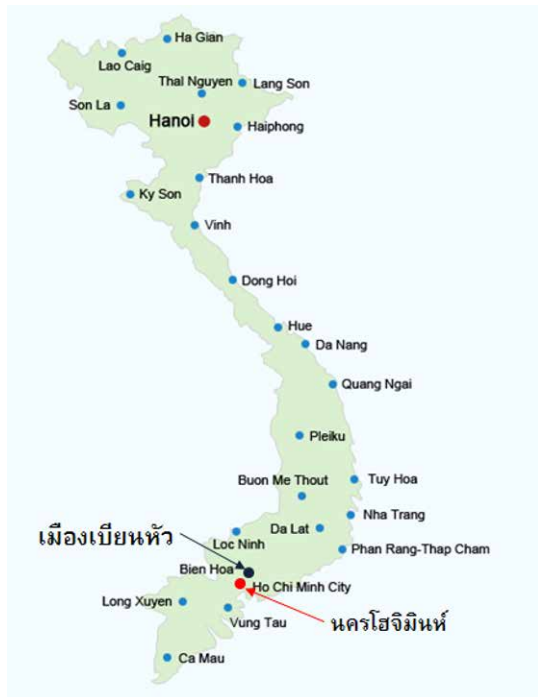 Ha Gian
Lao Caig
Thal Nguyen
Lang Son
Son La
Hanoi
Haiphong
Thanh Hoa
Ky Son
Vinh
Dong Hoi
Hue
Da Nang
Quang Ngai
Pleiku
Buon Me Thout
Tuy Hoa
Nha Trang
Da Lat
เมืองเบียนหัว
Loc Ninh
Phan Rang-Thap Cham
Bien Hoa
Ho Chi Minh City
Long Xuyen
Vung Tau
นครโฮจิมินห์
Ca Mau